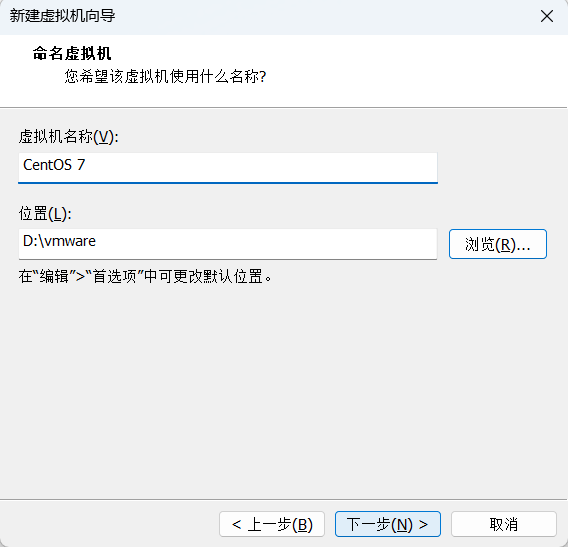 新建虚拟机向导
命名虚拟机
您希望该虚拟机使用什么名称?
虚拟机名称(V):
CentOS 7
位置(L):
D:\vmware
浏览(R)...
在“编辑”>“首选项”中可更改默认位置。
< 上一步(B)
下一步(N) >
取消